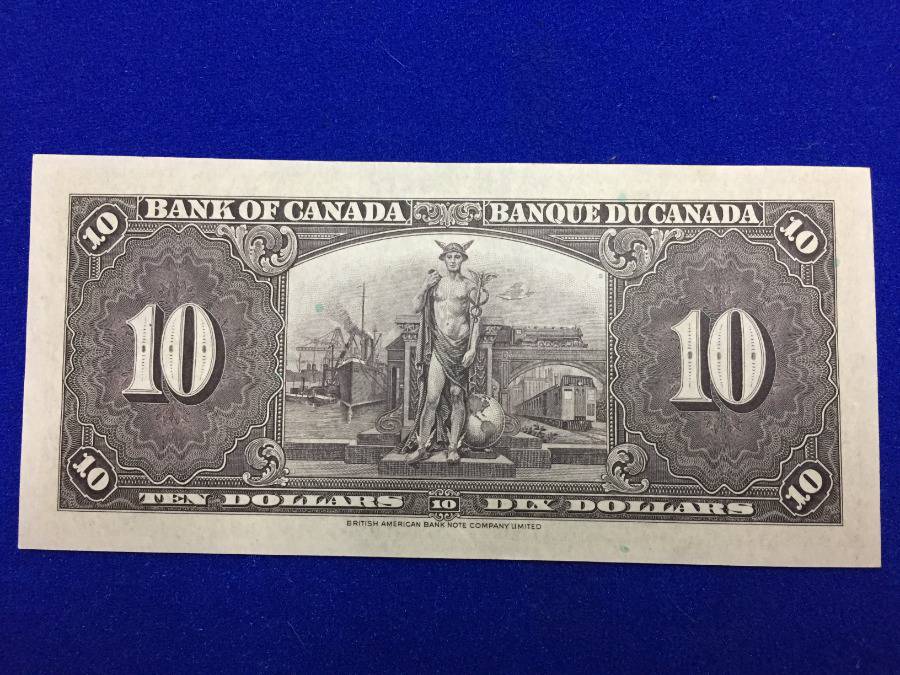 10 BANK OF CANADA BANQUE DU CANADA 10
10 10
10 TEN DOLLARS 10 DIX DOLLARS 10
BRITISH AMERICAN BANK NOTE COMPANY LIMITED